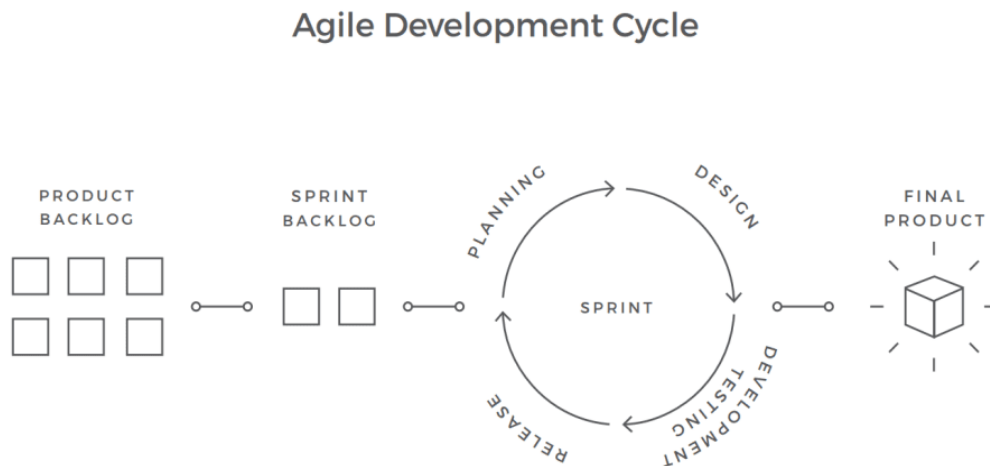 Agile Development Cycle
PRODUCT
BACKLOG
SPRINT
BACKLOG
PLANNING
DESIGN
SPRINT
DEVELOPMENT
TESTING
RELEASE
FINAL
PRODUCT